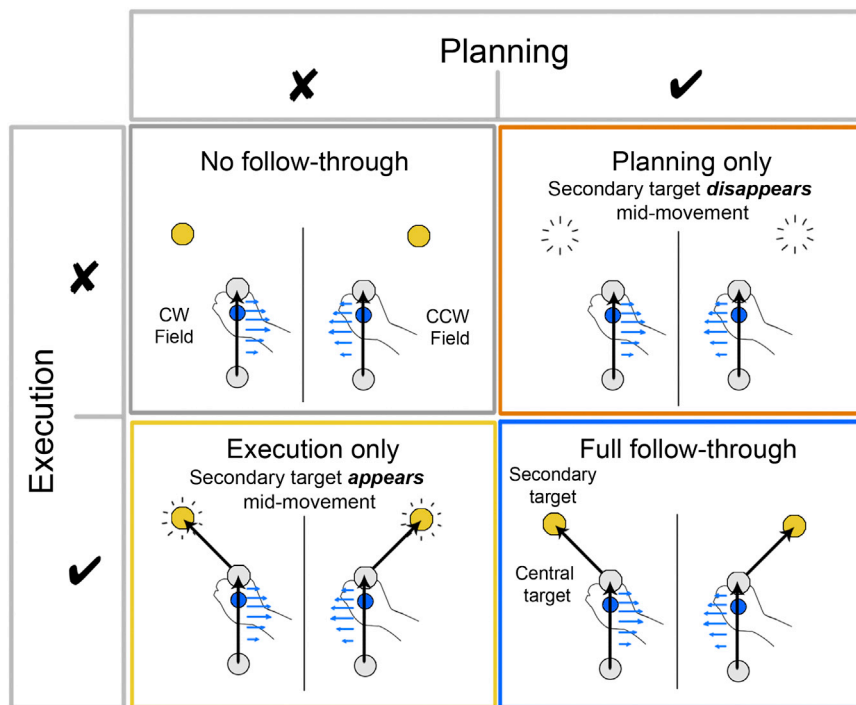 Planning
✘ ✔
Execution
✘
✔
No follow-through
CW
Field
CCW
Field
Planning only
Secondary target disappears
mid-movement
Execution only
Secondary target appears
mid-movement
Full follow-through
Secondary
target
Central
target